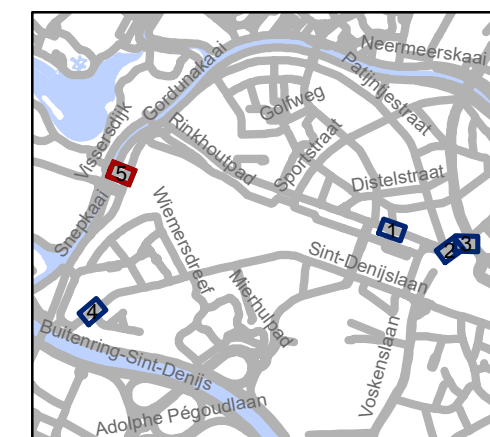 Neermeerskaai
Gordunakaai
Patijntjestraat
Golfweg
Vissersdijk
Rinkhoutpad
Sportstraat
Distelstraat
5
Snepkaai
Wiemersdreef
1
2
3
Sint-Denijslaan
Mierhulpad
4
Buitenring-Sint-Denijs
Voskenslaan
Adolphe Pégoudlaan